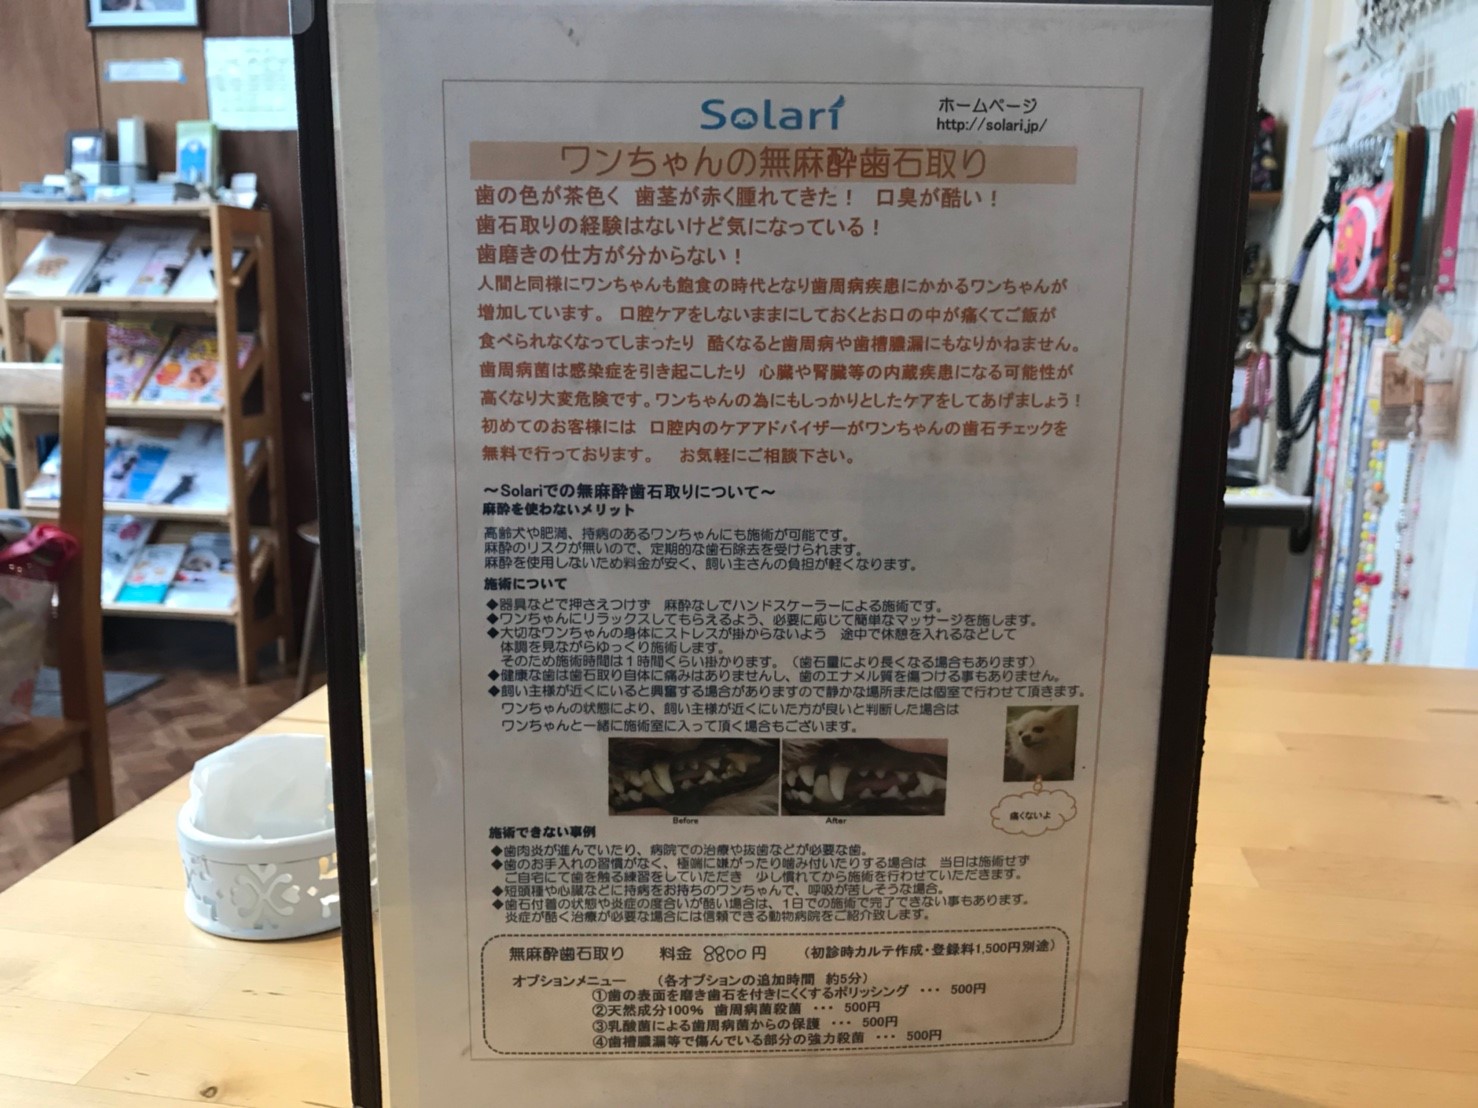 Solari
ホームページ
http://solari.jp/
ワンちゃんの無麻酔歯石取り
歯の色が茶色く 歯茎が赤く腫れてきた！ 口臭が酷い！
歯石取りの経験はないけど気になっている！
歯磨きの仕方が分からない！
人間と同様にワンちゃんも飽食の時代となり歯周病疾患にかかるワンちゃんが
増加しています。 口腔ケアをしないままにしておくとお口の中が痛くてご飯が
食べられなくなってしまったり 酷くなると歯周病や歯槽膿漏にもなりかねません。
歯周病菌は感染症を引き起こしたり 心臓や腎臓等の内蔵疾患になる可能性が
高くなり大変危険です。ワンちゃんの為にもしっかりとしたケアをしてあげましょう！
初めてのお客様には 口腔内のケアアドバイザーがワンちゃんの歯石チェックを
無料で行っております。 お気軽にご相談下さい。
～Solariでの無麻酔歯石取りについて～
麻酔を使わないメリット
高齢犬や肥満、持病のあるワンちゃんにも施術が可能です。
麻酔のリスクが無いので、定期的な歯石除去を受けられます。
麻酔を使用しないため料金が安く、飼い主さんの負担が軽くなります。
施術について
◆器具などで押さえつけず 麻酔なしでハンドスケーラーによる施術です。
◆ワンちゃんにリラックスしてもらえるよう、必要に応じて簡単なマッサージを施します。
◆大切なワンちゃんの身体にストレスが掛からないよう 途中で休憩を入れるなどして
体調を見ながらゆっくり施術します。
そのため施術時間は１時間くらい掛かります。（歯石量により長くなる場合もあります）
◆健康な歯は歯石取り自体に痛みはありませんし、歯のエナメル質を傷つける事もありません。
◆飼い主様が近くにいると興奮する場合がありますので静かな場所または個室で行わせて頂きます。
ワンちゃんの状態により、飼い主様が近くにいた方が良いと判断した場合は
ワンちゃんと一緒に施術室に入って頂く場合もございます。
Before
After
痛くないよ
施術できない事例
◆歯肉炎が進んでいたり、病院での治療や抜歯などが必要な歯。
◆歯のお手入れの習慣がなく、極端に嫌がったり噛み付いたりする場合は 当日は施術せず
ご自宅にて歯を触る練習をしていただき 少し慣れてから施術を行わせていただきます。
◆短頭種や心臓などに持病をお持ちのワンちゃんで、呼吸が苦しそうな場合。
◆歯石付着の状態や炎症の度合いが酷い場合は、１日での施術で完了できない事もあります。
炎症が酷く治療が必要な場合には信頼できる動物病院をご紹介致します。
無麻酔歯石取り 料金 8800円 （初診時カルテ作成・登録料1,500円別途）
オプションメニュー （各オプションの追加時間 約5分）
①歯の表面を磨き歯石を付きにくくするポリッシング ・・・ 500円
②天然成分100% 歯周病菌殺菌 ・・・ 500円
③乳酸菌による歯周病菌からの保護 ・・・ 500円
④歯槽膿漏等で傷んでいる部分の強力殺菌 ・・・ 500円